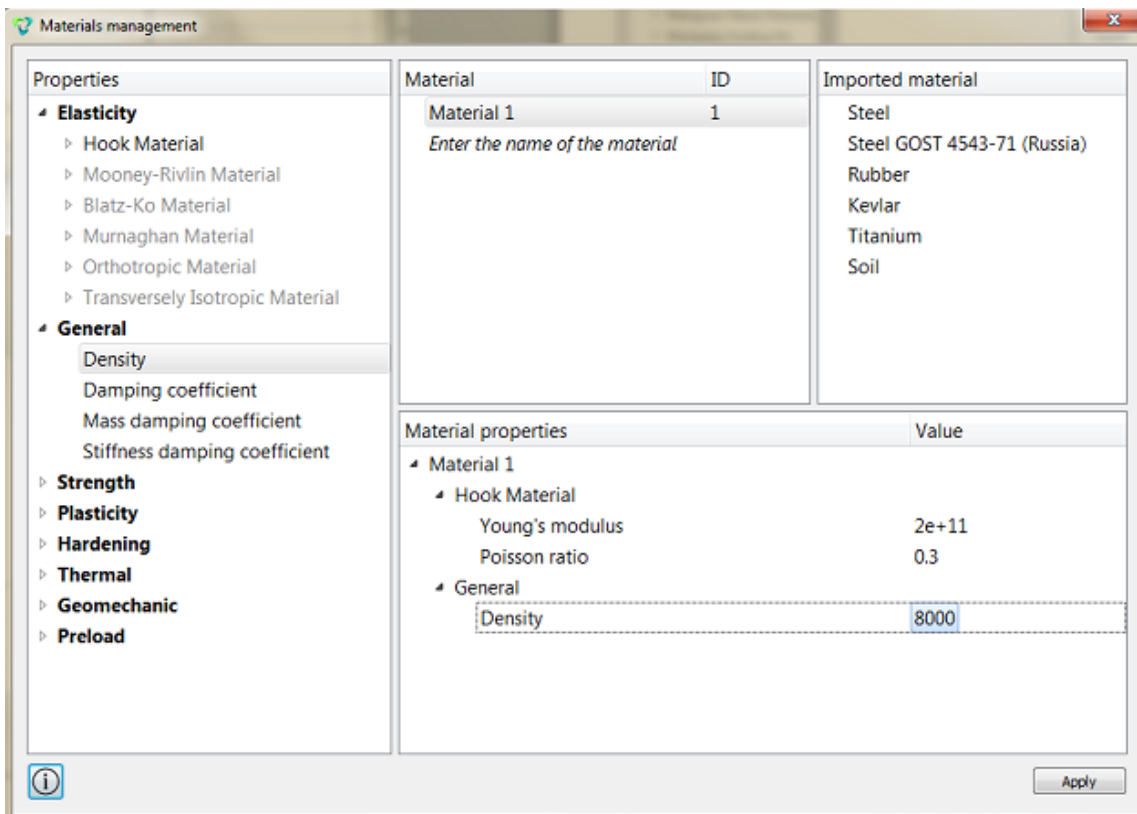 Materials management
Properties
Elasticity
Hook Material
Mooney-Rivlin Material
Blatz-Ko Material
Murnaghan Material
Orthotropic Material
Transversely Isotropic Material
General
Density
Damping coefficient
Mass damping coefficient
Stiffness damping coefficient
Strength
Plasticity
Hardening
Thermal
Geomechanic
Preload
Material ID
Material 1 1
Enter the name of the material
Imported material
Steel
Steel GOST 4543-71 (Russia)
Rubber
Kevlar
Titanium
Soil
Material properties Value
Material 1
Hook Material
Young's modulus 2e+11
Poisson ratio 0.3
General
Density 8000
Apply